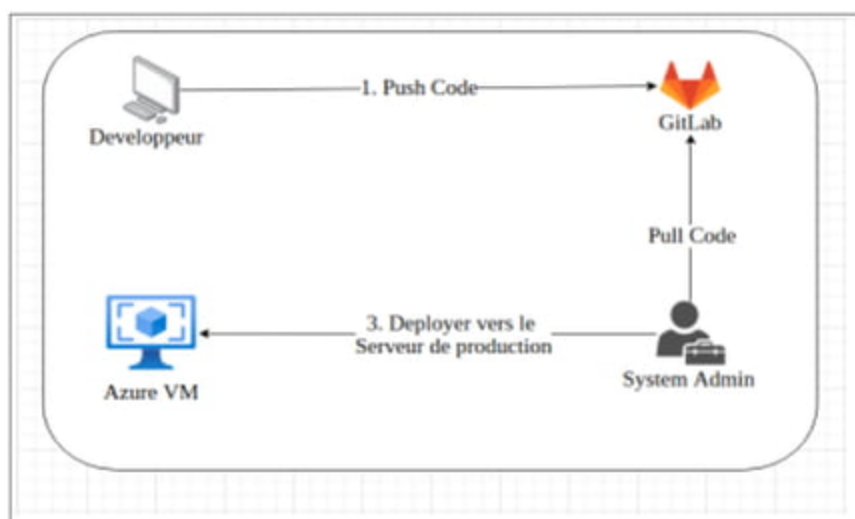 1. Push Code
Developpeur
GitLab
Pull Code
3. Deployer vers le
Serveur de production
System Admin
Azure VM